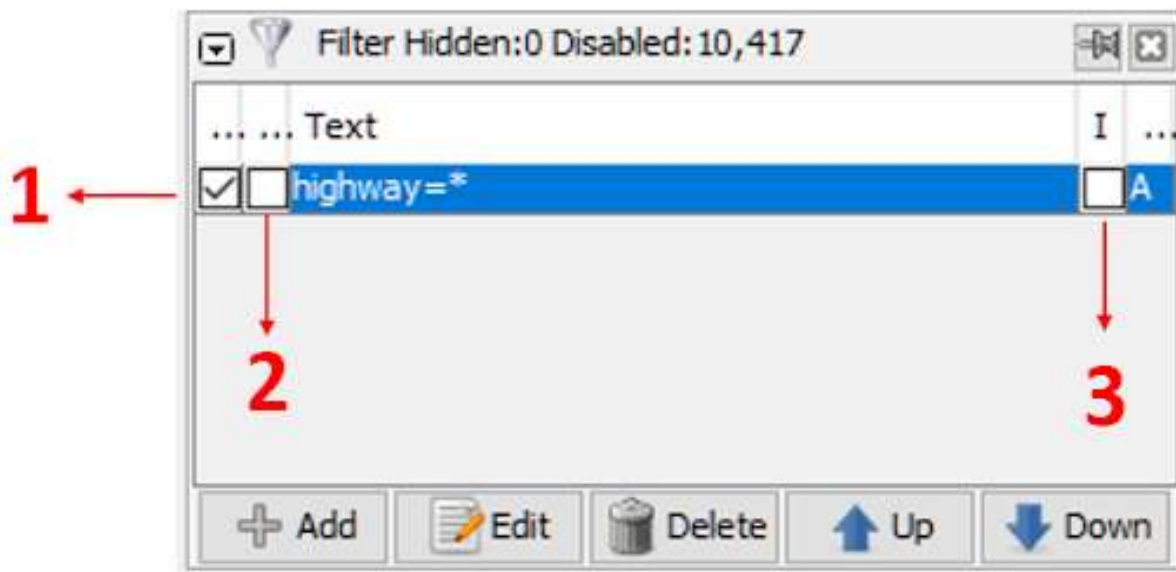 Filter Hidden:0 Disabled:10,417
... ... Text I ...
1 highway=* A
2 3
Add Edit Delete Up Down